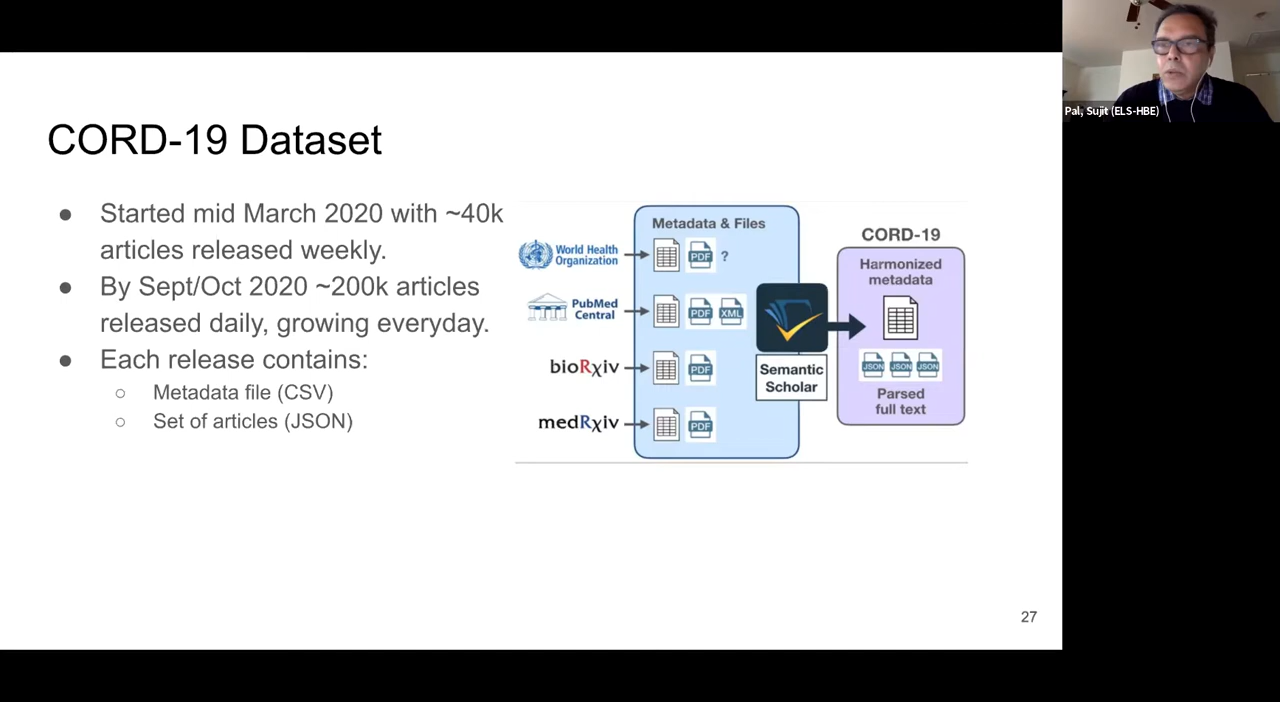 Pal, Sujit (ELS-HBE)
CORD-19 Dataset
● Started mid March 2020 with ~40k
articles released weekly.
● By Sept/Oct 2020 ~200k articles
released daily, growing everyday.
● Each release contains:
○ Metadata file (CSV)
○ Set of articles (JSON)
Metadata & Files
World Health
Organization
PDF ?
PubMed
Central
PDF XML
bioRxiv
PDF
medRxiv
PDF
Semantic
Scholar
CORD-19
Harmonized
metadata
JSON JSON JSON
Parsed
full text
27